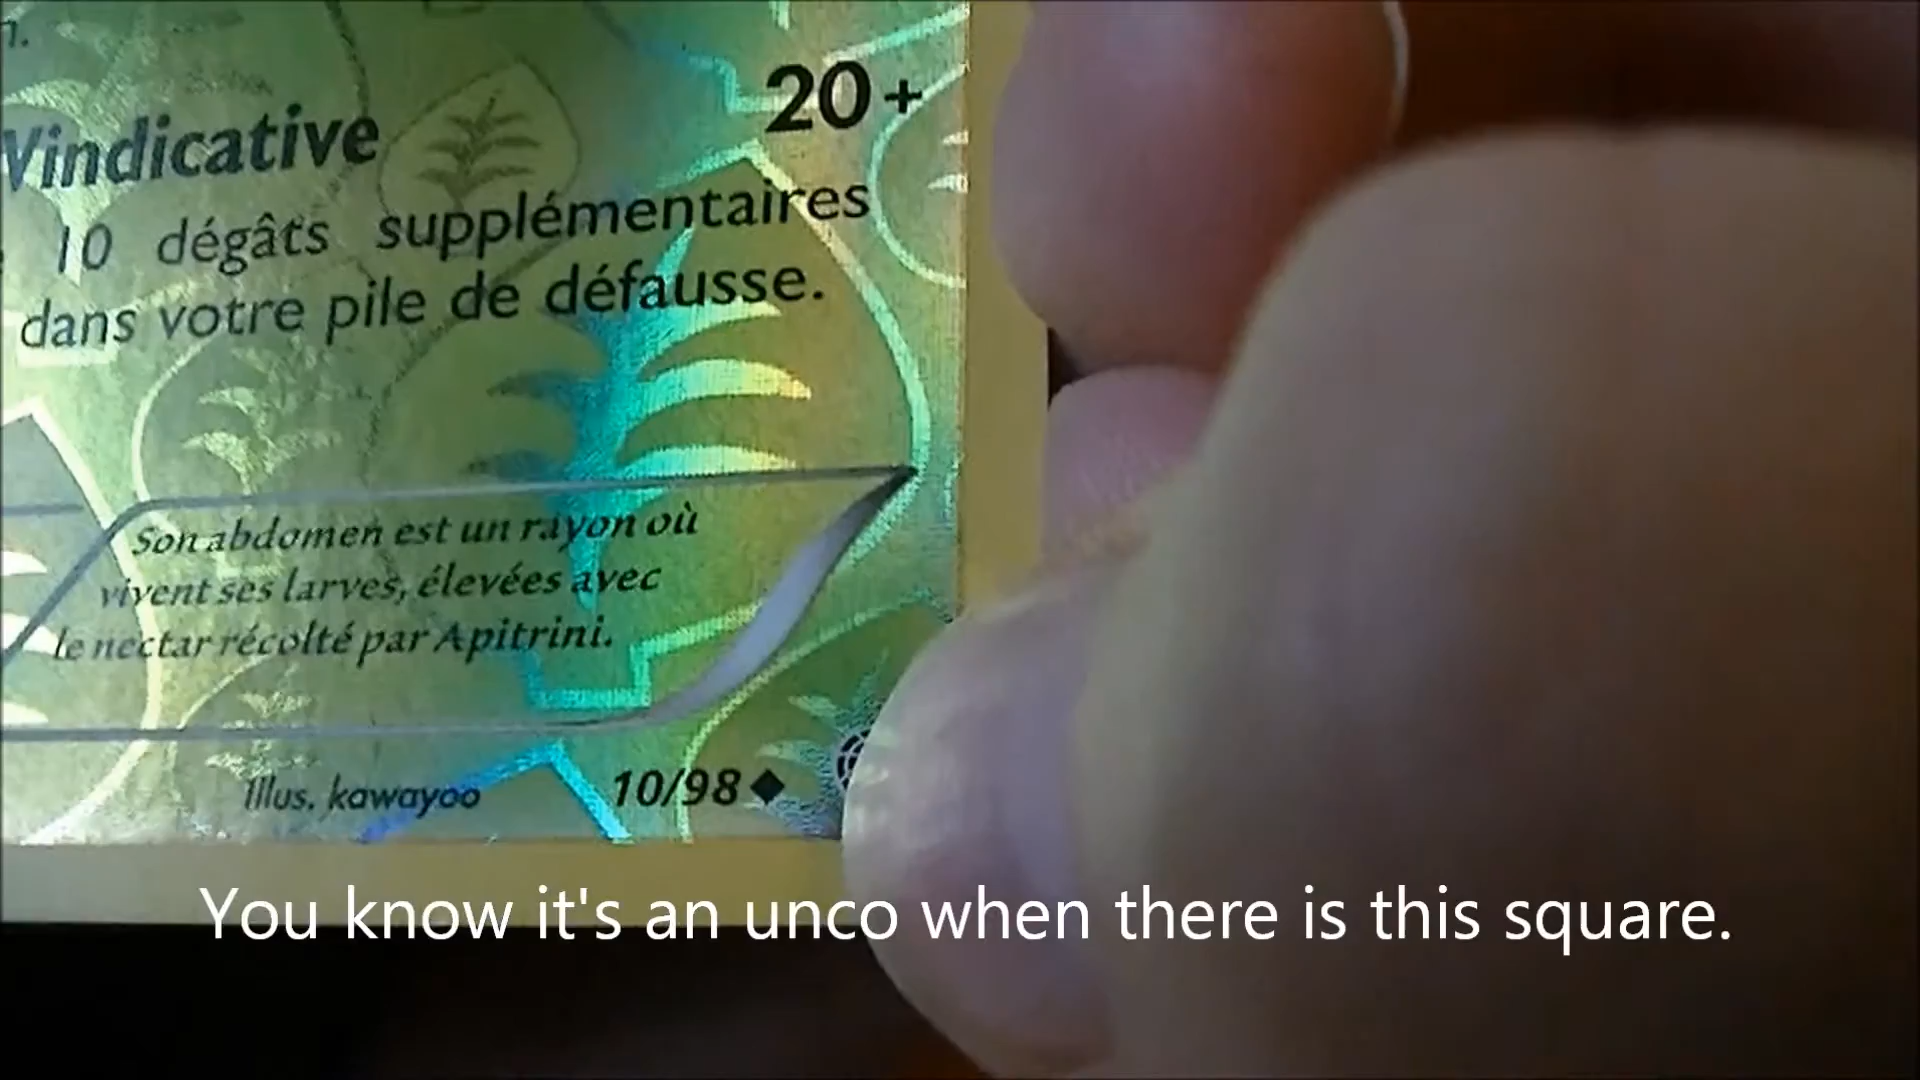 n.
Vindicative 20+
10 dégâts supplémentaires
dans votre pile de défausse.
Son abdomen est un rayon où
vivent ses larves, élevées avec
le nectar récolté par Apitrini.
Illus. kawayoo 10/98
You know it's an unco when there is this square.